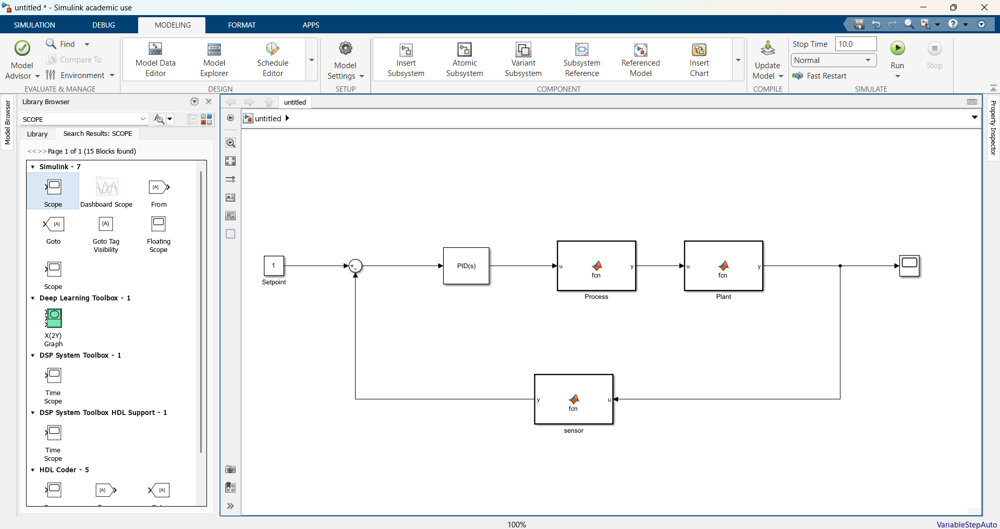 untitled * - Simulink academic use
SIMULATION DEBUG MODELING FORMAT APPS
Model Advisor
Find
Compare To
Environment
EVALUATE & MANAGE
Model Data Editor
Model Explorer
Schedule Editor
DESIGN
Model Settings
SETUP
Insert Subsystem
Atomic Subsystem
Variant Subsystem
Subsystem Reference
Referenced Model
Insert Chart
COMPONENT
Update Model
COMPILE
Stop Time 10.0
Normal
Fast Restart
Run
Stop
SIMULATE
Model Browser
Library Browser
SCOPE
Library Search Results: SCOPE
<< >> Page 1 of 1 (15 Blocks found)
Simulink - 7
Scope
Dashboard Scope
[A]
From
[A]
Goto
{A}
Goto Tag Visibility
Floating Scope
Scope
Deep Learning Toolbox - 1
X(2Y) Graph
DSP System Toolbox - 1
Time Scope
DSP System Toolbox HDL Support - 1
Time Scope
HDL Coder - 5
[A]
[A]
untitled
untitled
1
Setpoint
+
PID(s)
u fcn y
Process
u fcn y
Plant
y fcn u
sensor
Property Inspector
100%
VariableStepAuto